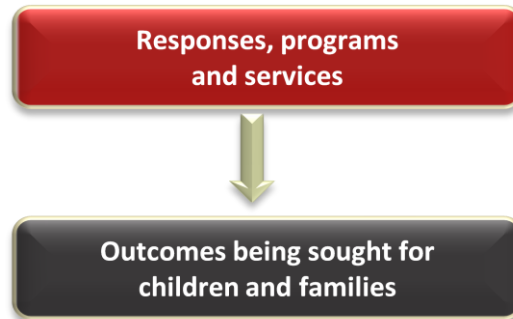 Responses, programs
and services
Outcomes being sought for
children and families